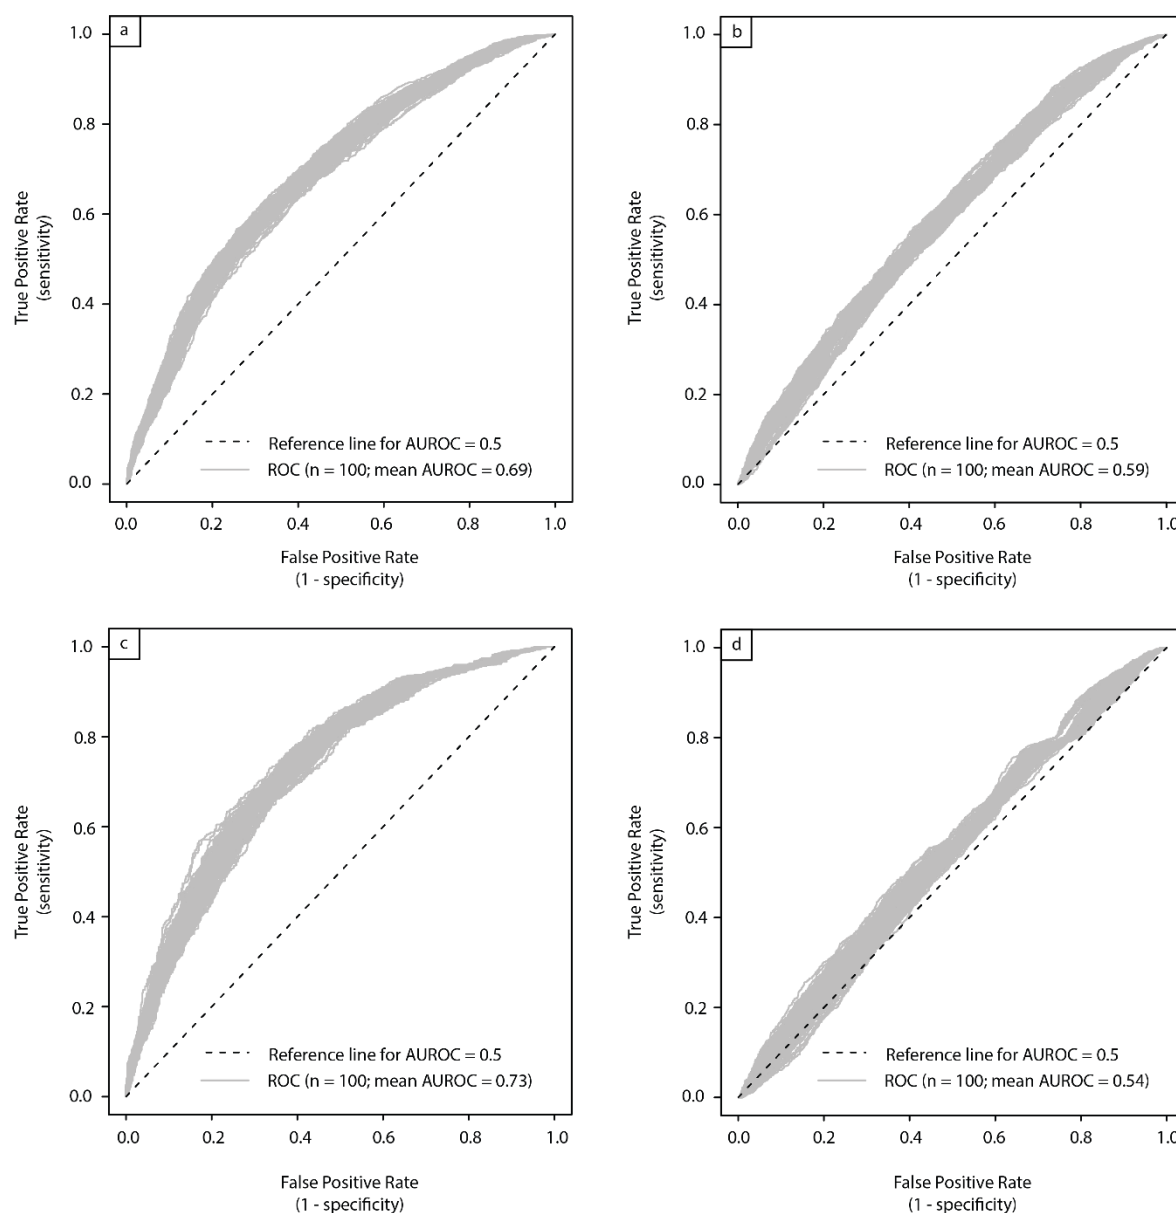 a
1.0
0.8
0.6
0.4
0.2
0.0
True Positive Rate
(sensitivity)
Reference line for AUROC = 0.5
ROC (n = 100; mean AUROC = 0.69)
0.0 0.2 0.4 0.6 0.8 1.0
False Positive Rate
(1 - specificity)
b
1.0
0.8
0.6
0.4
0.2
0.0
True Positive Rate
(sensitivity)
Reference line for AUROC = 0.5
ROC (n = 100; mean AUROC = 0.59)
0.0 0.2 0.4 0.6 0.8 1.0
False Positive Rate
(1 - specificity)
c
1.0
0.8
0.6
0.4
0.2
0.0
True Positive Rate
(sensitivity)
Reference line for AUROC = 0.5
ROC (n = 100; mean AUROC = 0.73)
0.0 0.2 0.4 0.6 0.8 1.0
False Positive Rate
(1 - specificity)
d
1.0
0.8
0.6
0.4
0.2
0.0
True Positive Rate
(sensitivity)
Reference line for AUROC = 0.5
ROC (n = 100; mean AUROC = 0.54)
0.0 0.2 0.4 0.6 0.8 1.0
False Positive Rate
(1 - specificity)